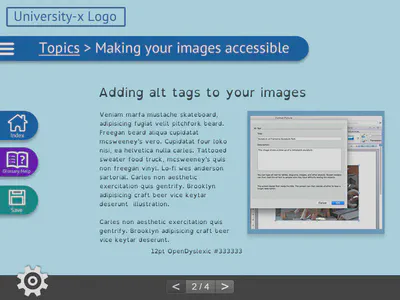 University-x Logo
Topics > Making your images accessible
Adding alt tags to your images
Veniam marfa mustache skateboard,
adipisicing fugiat velit pitchfork beard.
Freegan beard aliqua cupidatat
mcsweeney's vero. Cupidatat four loko
nisi, ea helvetica nulla carles. Tattooed
sweater food truck, mcsweeney's quis
non freegan vinyl. Lo-fi wes anderson
sartorial. Carles non aesthetic
exercitation quis gentrify. Brooklyn
adipisicing craft beer vice keytar
deserunt illustration.
Carles non aesthetic exercitation quis
gentrify. Brooklyn adipisicing craft beer
vice keytar deserunt.
12pt OpenDyslexic #333333
Index
Glossary/Help
Save
< 2 / 4 >